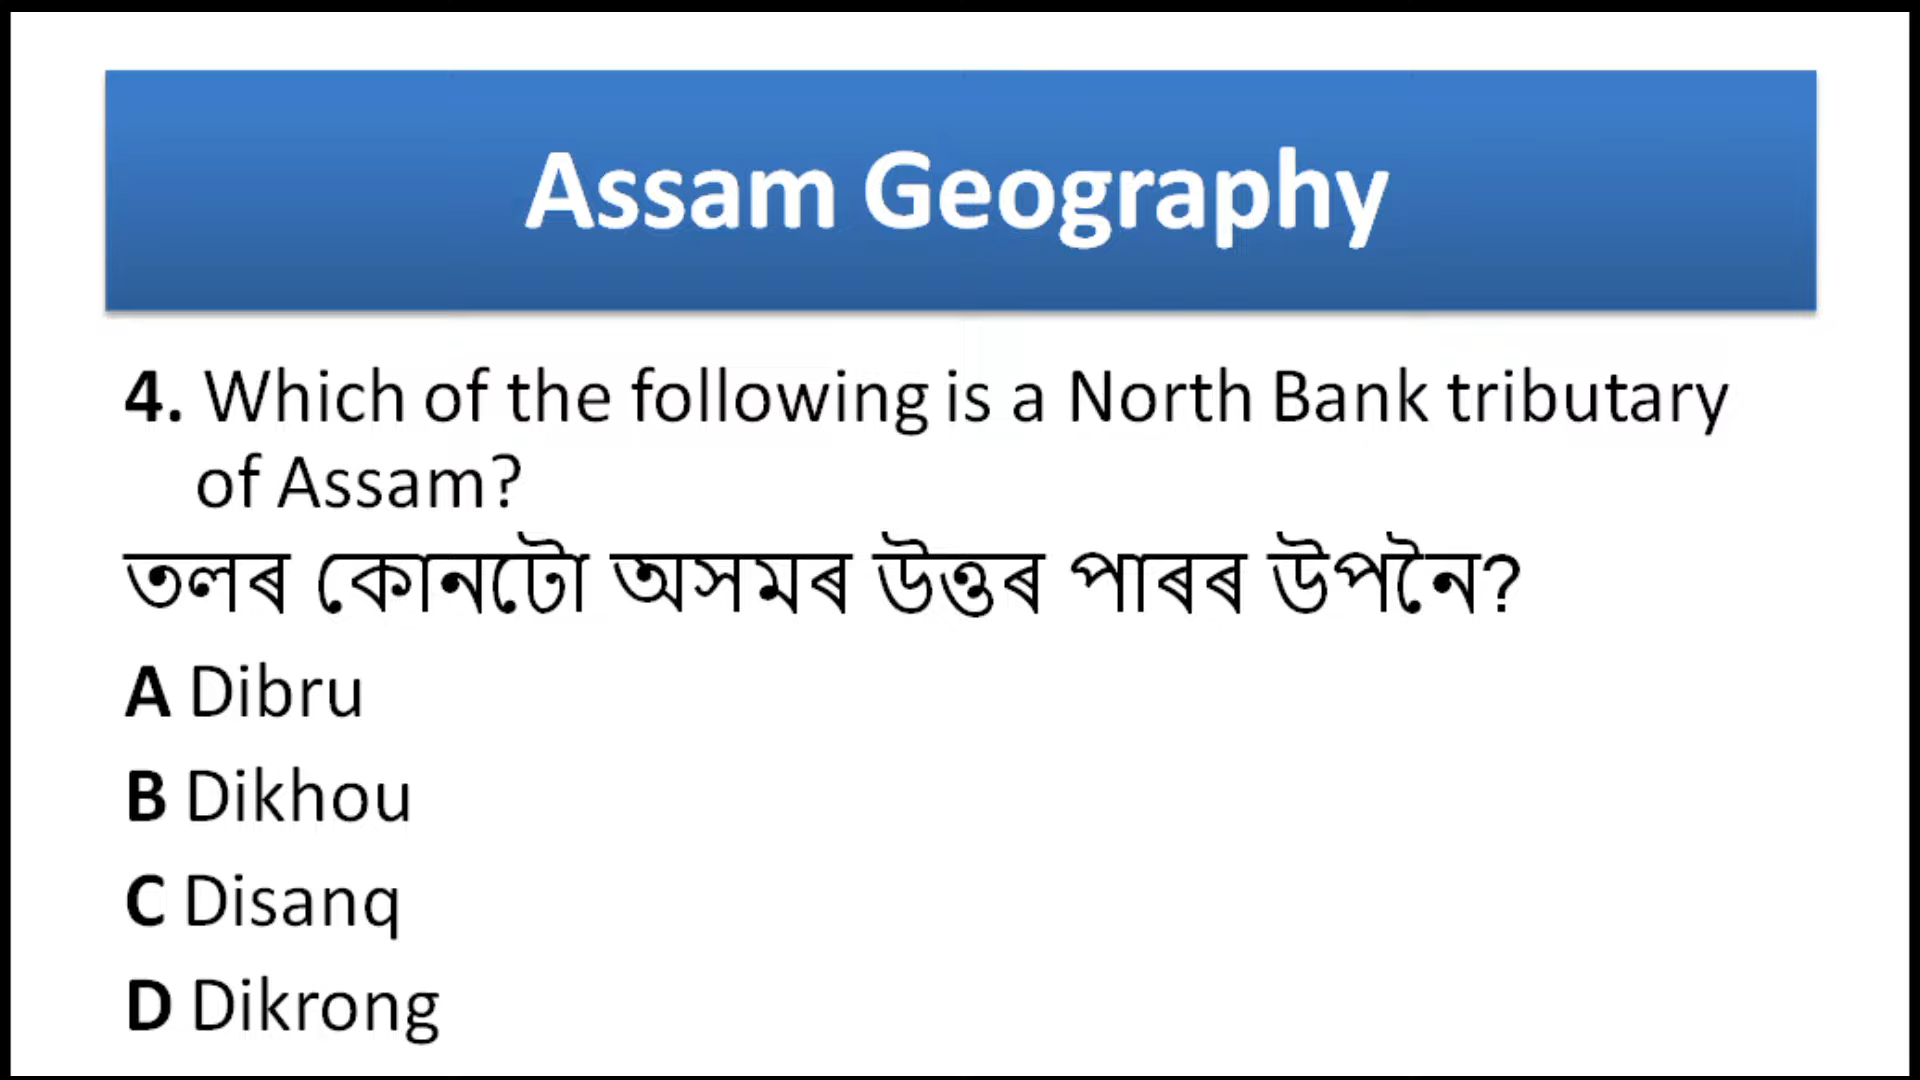 Assam Geography
4. Which of the following is a North Bank tributary
of Assam?
তলৰ কোনটো অসমৰ উত্তৰ পাৰৰ উপনৈ?
A Dibru
B Dikhou
C Disanq
D Dikrong